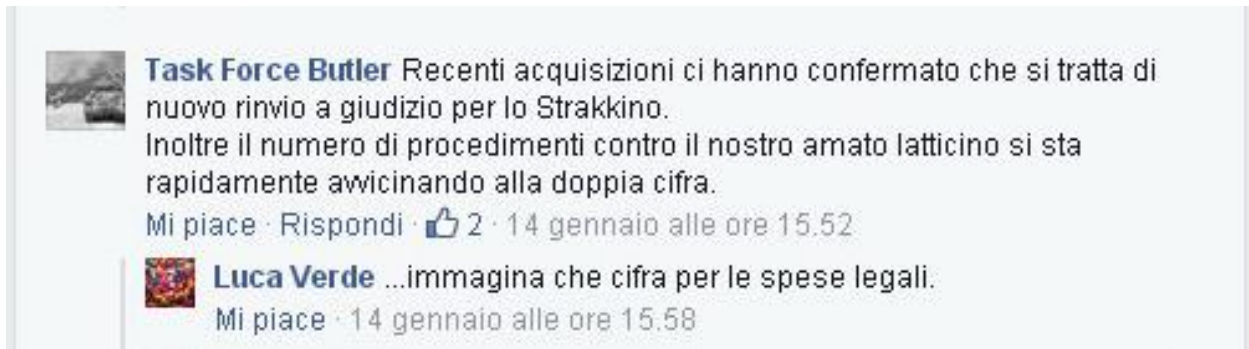 Task Force Butler Recenti acquisizioni ci hanno confermato che si tratta di
nuovo rinvio a giudizio per lo Strakkino.
Inoltre il numero di procedimenti contro il nostro amato latticino si sta
rapidamente avvicinando alla doppia cifra.
Mi piace · Rispondi · 2 · 14 gennaio alle ore 15.52
Luca Verde ...immagina che cifra per le spese legali.
Mi piace · 14 gennaio alle ore 15.58